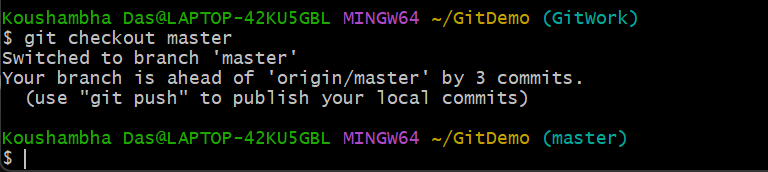 Koushambha Das@LAPTOP-42KU5GBL MINGW64 ~/GitDemo (GitWork)
$ git checkout master
Switched to branch 'master'
Your branch is ahead of 'origin/master' by 3 commits.
  (use "git push" to publish your local commits)

Koushambha Das@LAPTOP-42KU5GBL MINGW64 ~/GitDemo (master)
$